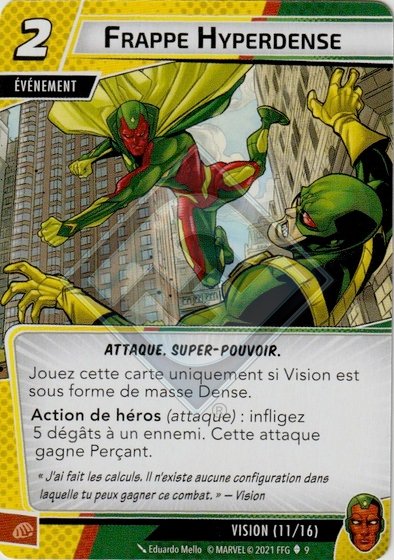 2
FRAPPE HYPERDENSE
ÉVÉNEMENT
ATTAQUE. SUPER-POUVOIR.
Jouez cette carte uniquement si Vision est
sous forme de masse Dense.
Action de héros (attaque) : infligez
5 dégâts à un ennemi. Cette attaque
gagne Perçant.
« J'ai fait les calculs. Il n'existe aucune configuration dans
laquelle tu peux gagner ce combat. » — Vision
VISION (11/16)
Eduardo Mello © MARVEL © 2021 FFG 9